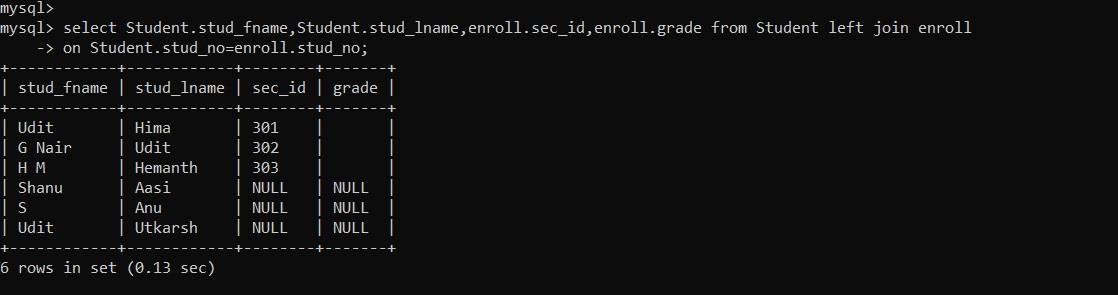 mysql>
mysql> select Student.stud_fname,Student.stud_lname,enroll.sec_id,enroll.grade from Student left join enroll
    -> on Student.stud_no=enroll.stud_no;
+------------+------------+--------+-------+
| stud_fname | stud_lname | sec_id | grade |
+------------+------------+--------+-------+
| Udit       | Hima       | 301    |       |
| G Nair     | Udit       | 302    |       |
| H M        | Hemanth    | 303    |       |
| Shanu      | Aasi       | NULL   | NULL  |
| S          | Anu        | NULL   | NULL  |
| Udit       | Utkarsh    | NULL   | NULL  |
+------------+------------+--------+-------+
6 rows in set (0.13 sec)